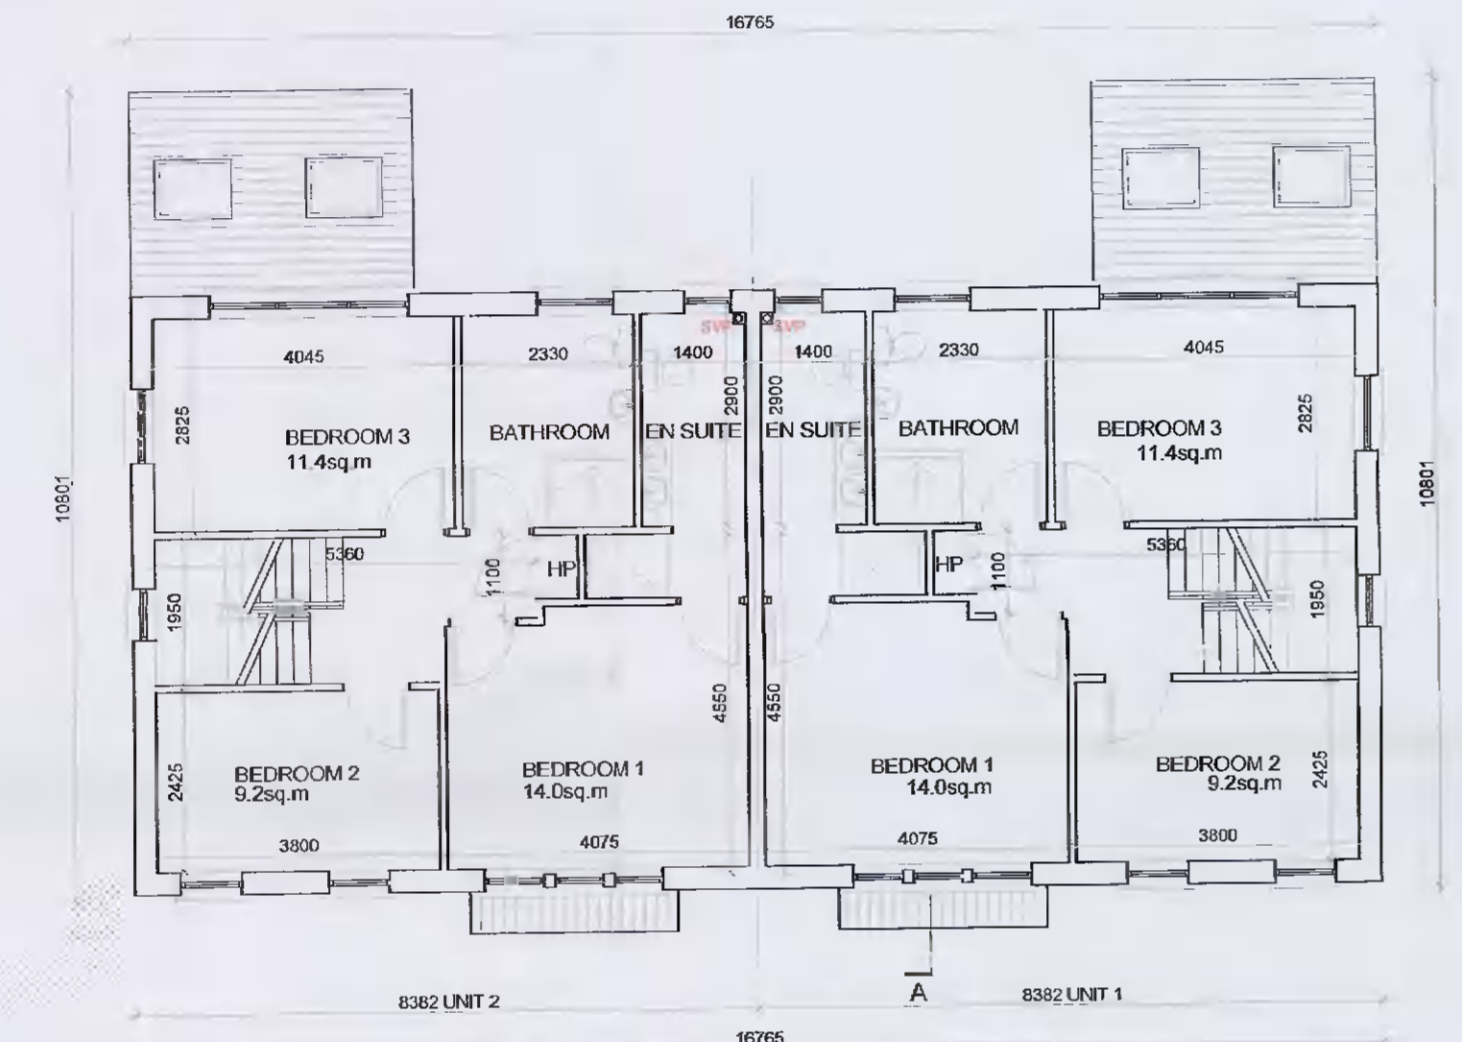 16765
SVP SVP
4045 2330 1400 1400 2330 4045
2825 2900 2900 2825
BEDROOM 3 BATHROOM EN SUITE EN SUITE BATHROOM BEDROOM 3
11.4sq.m 11.4sq.m
10801 10801
5360 5360
1100 HP HP 1100
1950 1950
4550 4550
BEDROOM 2 BEDROOM 1 BEDROOM 1 BEDROOM 2
9.2sq.m 14.0sq.m 14.0sq.m 9.2sq.m
2425 2425
3800 4075 4075 3800
A
8382 UNIT 2 8382 UNIT 1
16765